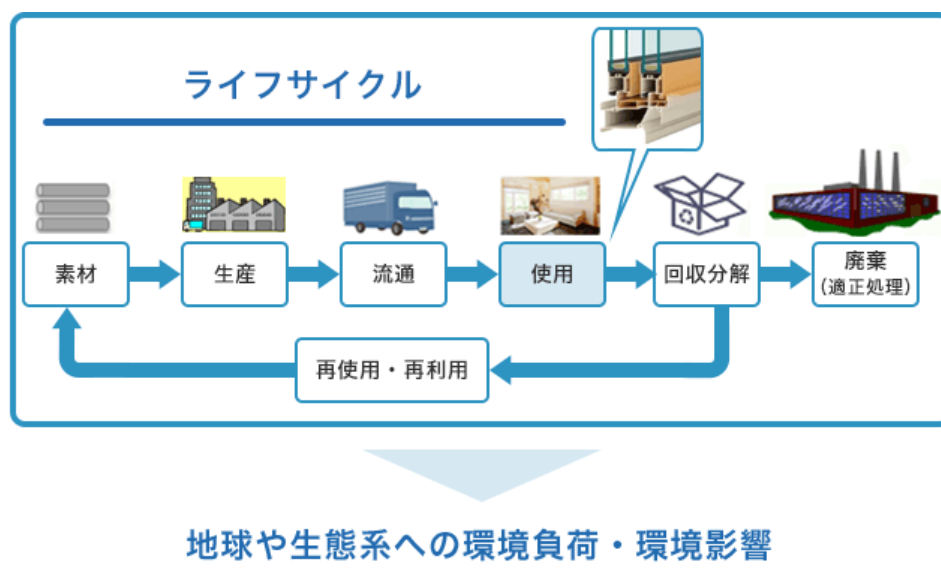 ライフサイクル
素材
生産
流通
使用
回収分解
廃棄
(適正処理)
再使用・再利用
地球や生態系への環境負荷・環境影響